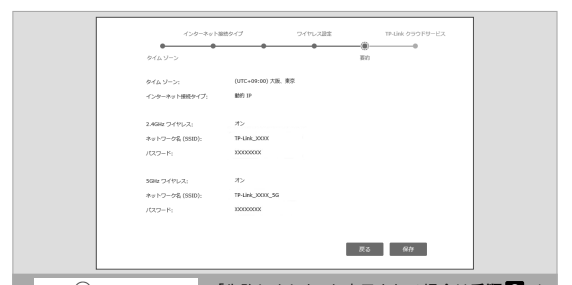 インターネット接続タイプ ワイヤレス設定 TP-Link クラウドサービス
タイム ゾーン 要約
タイム ゾーン: (UTC+09:00) 大阪, 東京
インターネット接続タイプ: 動的 IP
2.4GHz ワイヤレス: オン
ネットワーク名 (SSID): TP-Link_XXXX
パスワード: XXXXXXXX
5GHz ワイヤレス: オン
ネットワーク名 (SSID): TP-Link_XXXX_5G
パスワード: XXXXXXXX
戻る 保存